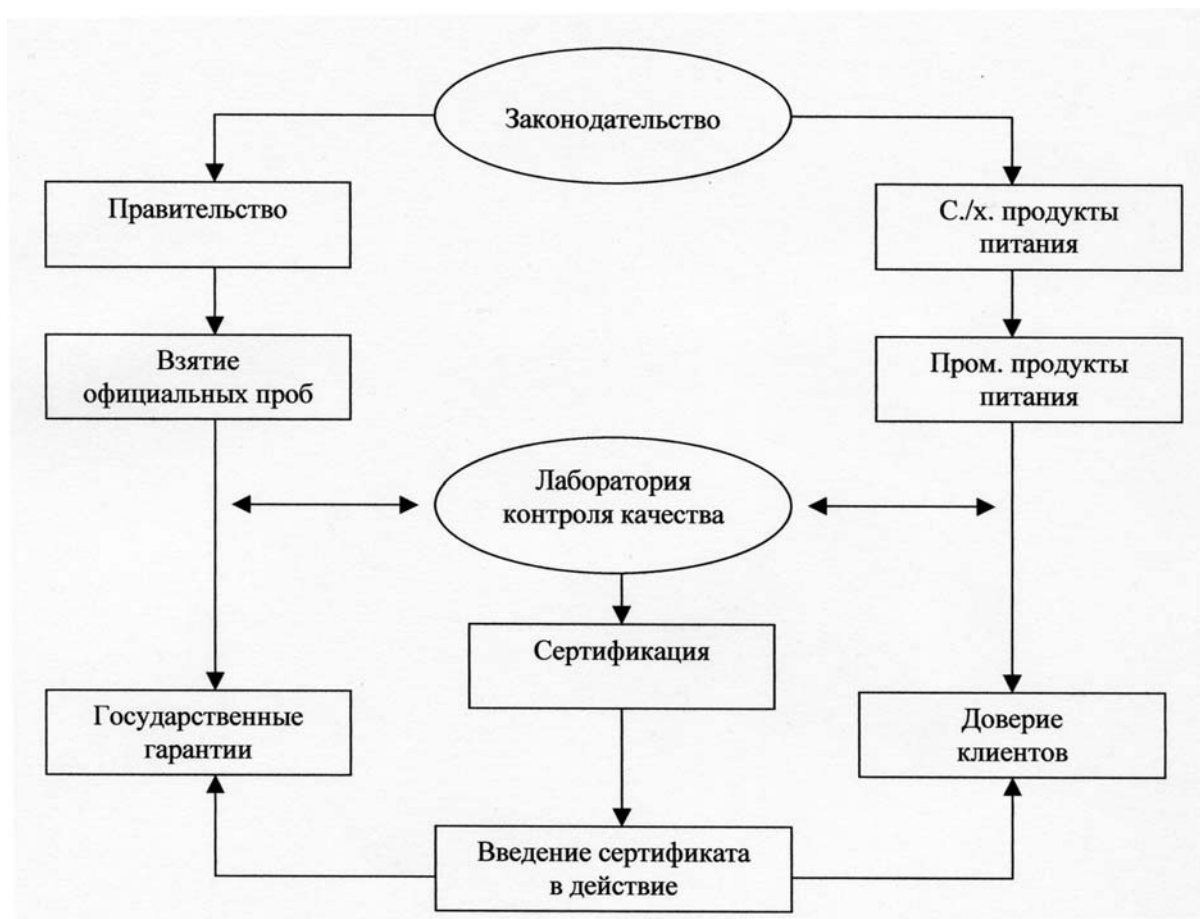 Законодательство
Правительство
С./х. продукты
питания
Взятие
официальных проб
Пром. продукты
питания
Лаборатория
контроля качества
Сертификация
Государственные
гарантии
Доверие
клиентов
Введение сертификата
в действие